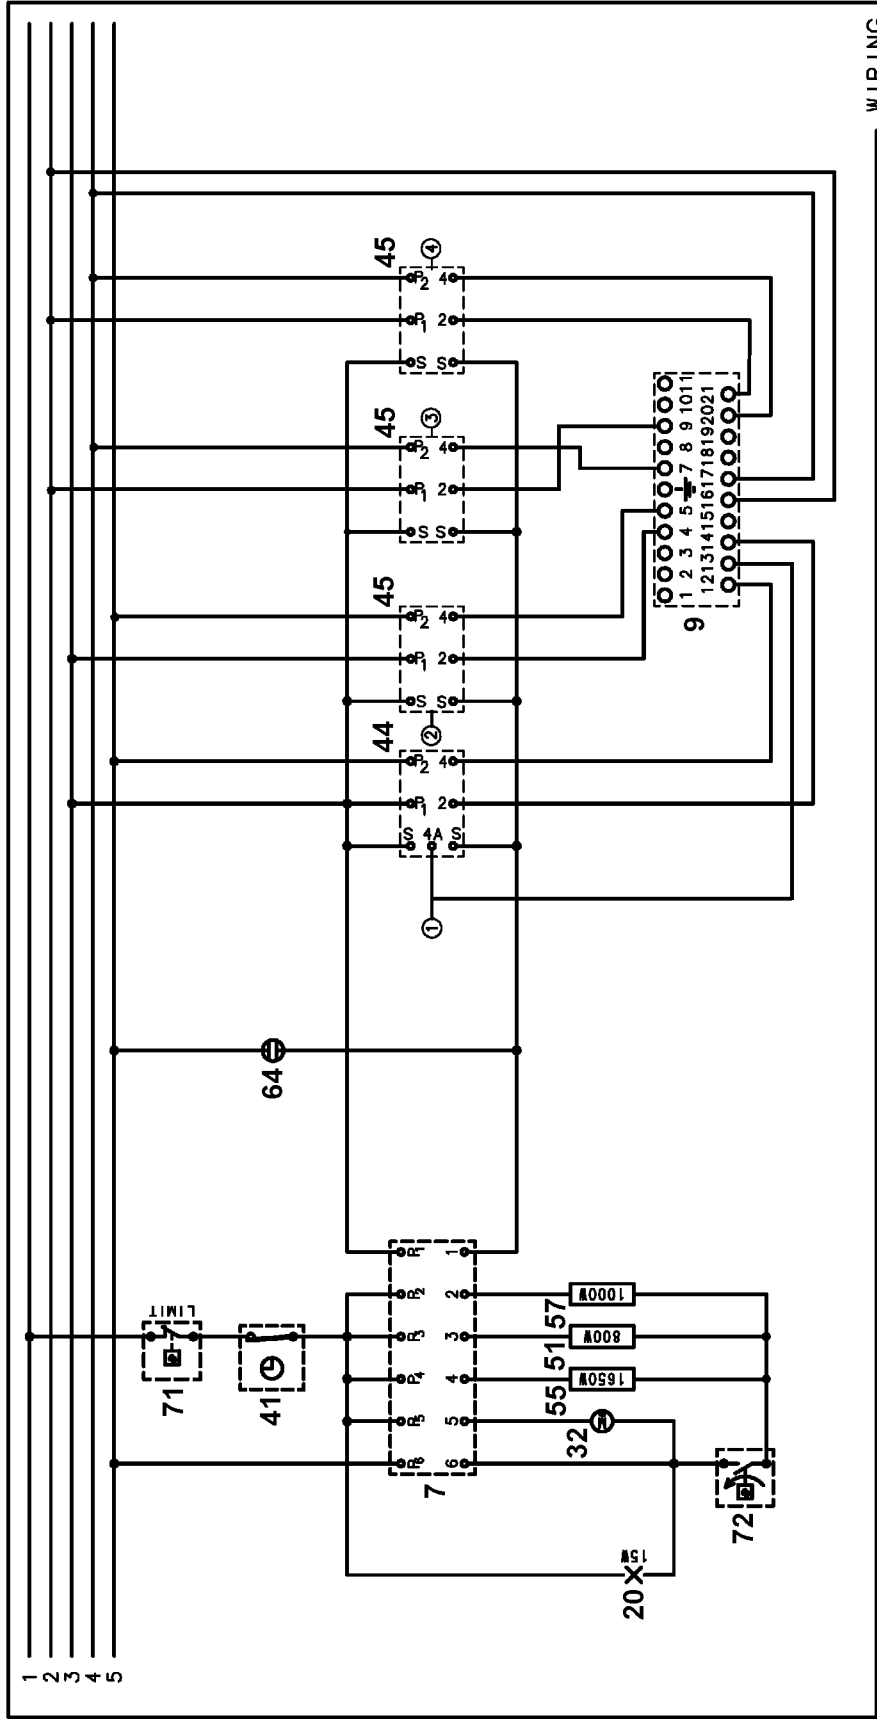 1
2
3
4
5
LIMIT
71
41
64
44 45 45 45
P6 P5 P4 P3 P2 P1
S P1 P2 S P1 P2 S P1 P2 S P1 P2
1 4A 2 3 4
7
6 5 4 3 2 1
S 2 4 S 2 4 S 2 4 S 2 4
32 55 51 57
1650W 800W 1000W
20 15W
72
9
1 2 3 4 5 7 8 9 10 11
12 13 14 15 16 17 18 19 20 21
WIRING